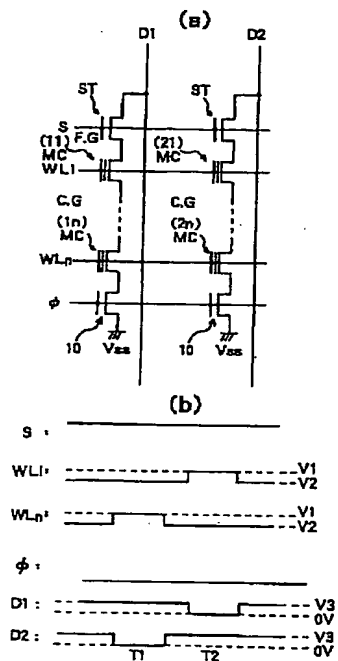 (a)
D1 D2
ST ST
S
F.G
(11) MC (21) MC
WL1
C.G C.G
(1n) MC (2n) MC
WLn
φ
10 Vss 10 Vss
(b)
S :
WL1: V1
V2
WLn: V1
V2
φ :
D1 : V3
0V
D2 : V3
0V
T1 T2